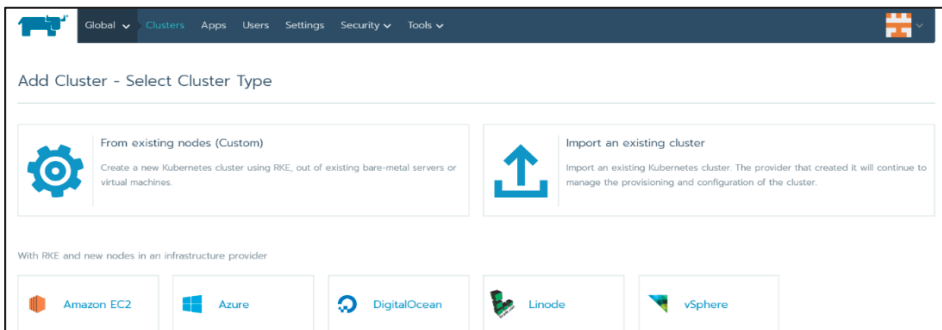 Global Clusters Apps Users Settings Security Tools
Add Cluster - Select Cluster Type
From existing nodes (Custom)
Create a new Kubernetes cluster using RKE, out of existing bare-metal servers or
virtual machines.
Import an existing cluster
Import an existing Kubernetes cluster. The provider that created it will continue to
manage the provisioning and configuration of the cluster.
With RKE and new nodes in an infrastructure provider
Amazon EC2 Azure DigitalOcean Linode vSphere